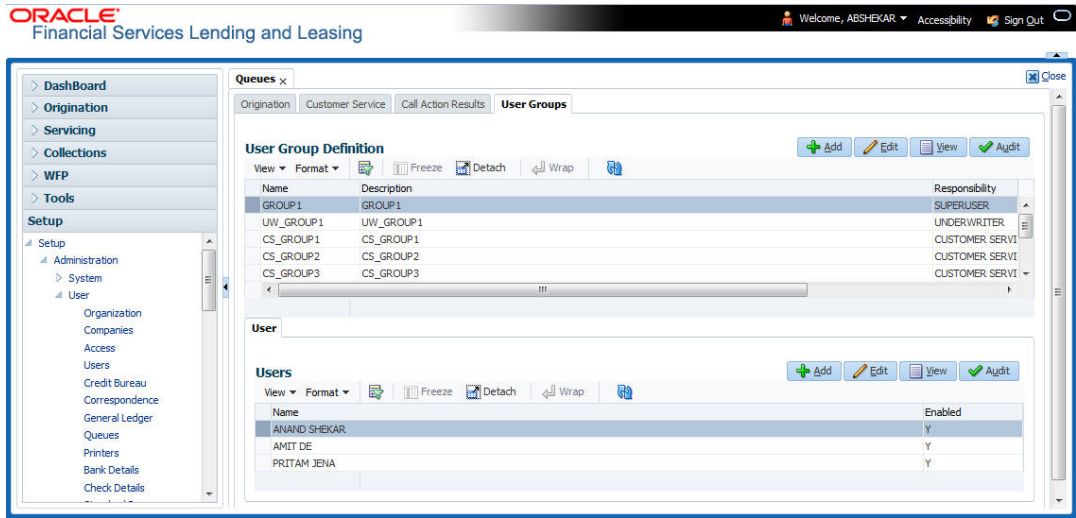 ORACLE
Financial Services Lending and Leasing
Welcome, ABSHEKAR Accessibility Sign Out
Close
DashBoard
Origination
Servicing
Collections
WFP
Tools
Setup
Setup
Administration
System
User
Organization
Companies
Access
Users
Credit Bureau
Correspondence
General Ledger
Queues
Printers
Bank Details
Check Details
Queues x
Origination Customer Service Call Action Results User Groups
User Group Definition
Add Edit View Audit
View Format Freeze Detach Wrap
Name Description Responsibility
GROUP1 GROUP1 SUPERUSER
UW_GROUP1 UW_GROUP1 UNDERWRITER
CS_GROUP1 CS_GROUP1 CUSTOMER SERVI
CS_GROUP2 CS_GROUP2 CUSTOMER SERVI
CS_GROUP3 CS_GROUP3 CUSTOMER SERVI
User
Users
Add Edit View Audit
View Format Freeze Detach Wrap
Name Enabled
ANAND SHEKAR Y
AMIT DE Y
PRITAM JENA Y